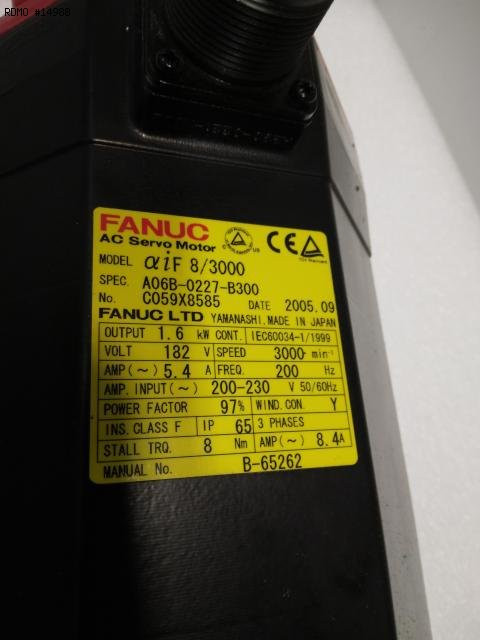 RDMO #14988
FANUC
AC Servo Motor
MODEL αiF 8/3000
SPEC. A06B-0227-B300
No. C059X8585 DATE 2005.09
FANUC LTD YAMANASHI, MADE IN JAPAN
OUTPUT 1.6 kW CONT. IEC60034-1/1999
VOLT 182 V SPEED 3000 min⁻¹
AMP(~) 5.4 A FREQ. 200 Hz
AMP. INPUT(~) 200-230 V 50/60Hz
POWER FACTOR 97% WIND.CON. Y
INS.CLASS F IP 65 3 PHASES
STALL TRQ. 8 Nm AMP(~) 8.4A
MANUAL No. B-65262